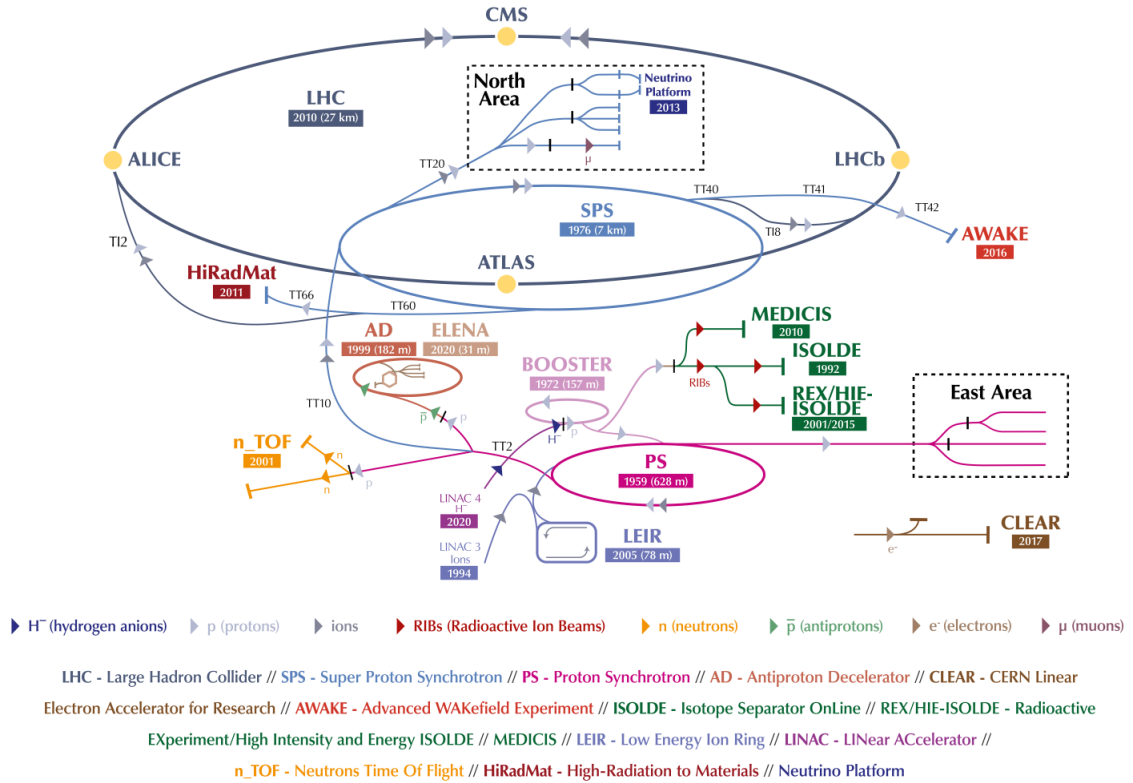 CMS
North
Area
Neutrino
Platform
2013
LHC
2010 (27 km)
ALICE
LHCb
μ
TT20
TT40
TT41
TT42
SPS
1976 (7 km)
TI2
TI8
AWAKE
2016
ATLAS
HiRadMat
2011
TT66
TT60
MEDICIS
2010
AD
1999 (182 m)
ELENA
2020 (31 m)
BOOSTER
1972 (157 m)
ISOLDE
1992
RIBs
REX/HIE-
ISOLDE
2001/2015
East Area
TT10
p̄
p
TT2
H⁻
p
n_TOF
2001
n
n
p
PS
1959 (628 m)
LINAC 4
H⁻
2020
LINAC 3
Ions
1994
LEIR
2005 (78 m)
CLEAR
2017
e⁻
H⁻ (hydrogen anions)
p (protons)
ions
RIBs (Radioactive Ion Beams)
n (neutrons)
p̄ (antiprotons)
e⁻ (electrons)
μ (muons)
LHC - Large Hadron Collider // SPS - Super Proton Synchrotron // PS - Proton Synchrotron // AD - Antiproton Decelerator // CLEAR - CERN Linear
Electron Accelerator for Research // AWAKE - Advanced WAKefield Experiment // ISOLDE - Isotope Separator OnLine // REX/HIE-ISOLDE - Radioactive
EXperiment/High Intensity and Energy ISOLDE // MEDICIS // LEIR - Low Energy Ion Ring // LINAC - LINear ACcelerator //
n_TOF - Neutrons Time Of Flight // HiRadMat - High-Radiation to Materials // Neutrino Platform